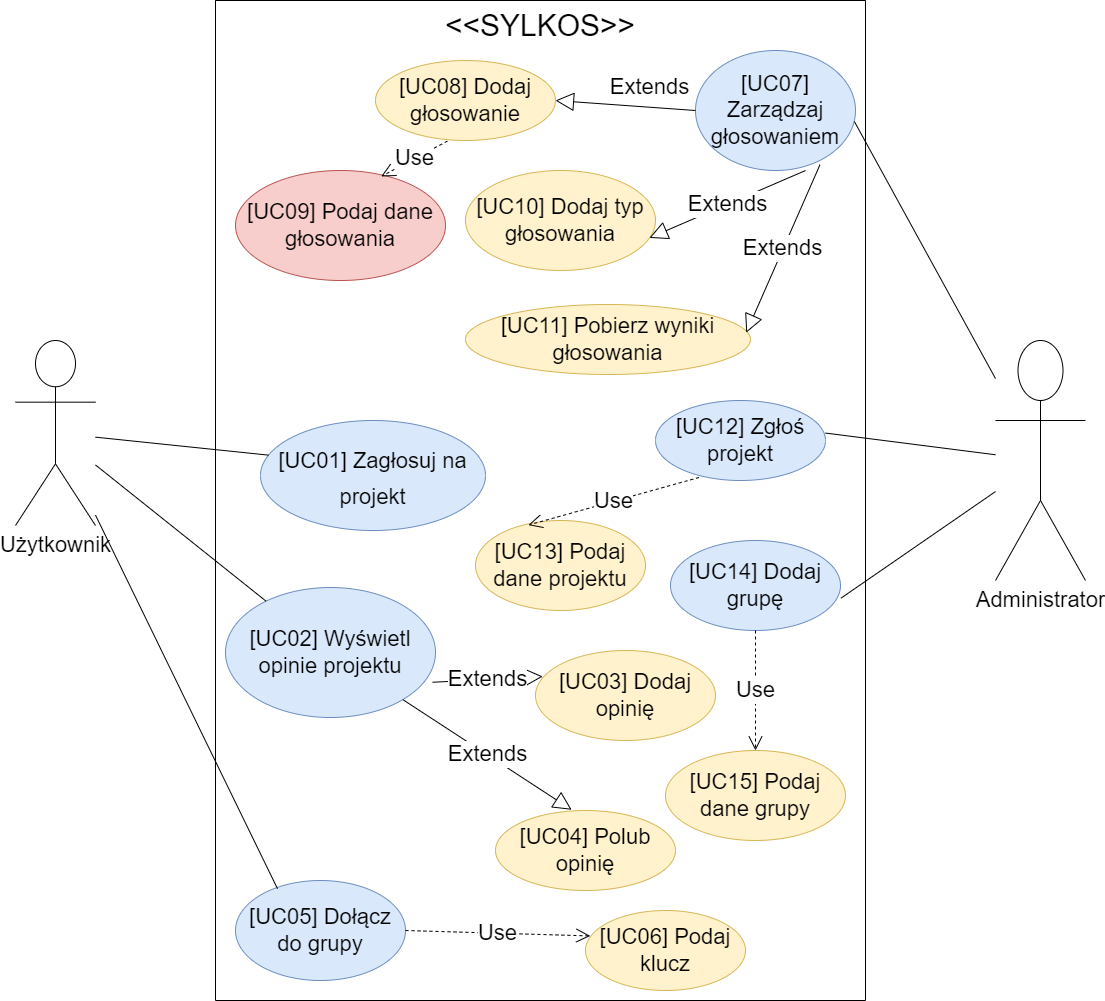 <<SYLKOS>>
[UC08] Dodaj
głosowanie
Extends
[UC07]
Zarządzaj
głosowaniem
Use
[UC09] Podaj dane
głosowania
[UC10] Dodaj typ
głosowania
Extends
Extends
[UC11] Pobierz wyniki
głosowania
[UC12] Zgłoś
projekt
[UC01] Zagłosuj na
projekt
Use
Użytkownik
[UC13] Podaj
dane projektu
[UC14] Dodaj
grupę
Administrator
[UC02] Wyświetl
opinie projektu
Extends
[UC03] Dodaj
opinię
Use
Extends
[UC15] Podaj
dane grupy
[UC04] Polub
opinię
[UC05] Dołącz
do grupy
Use
[UC06] Podaj
klucz